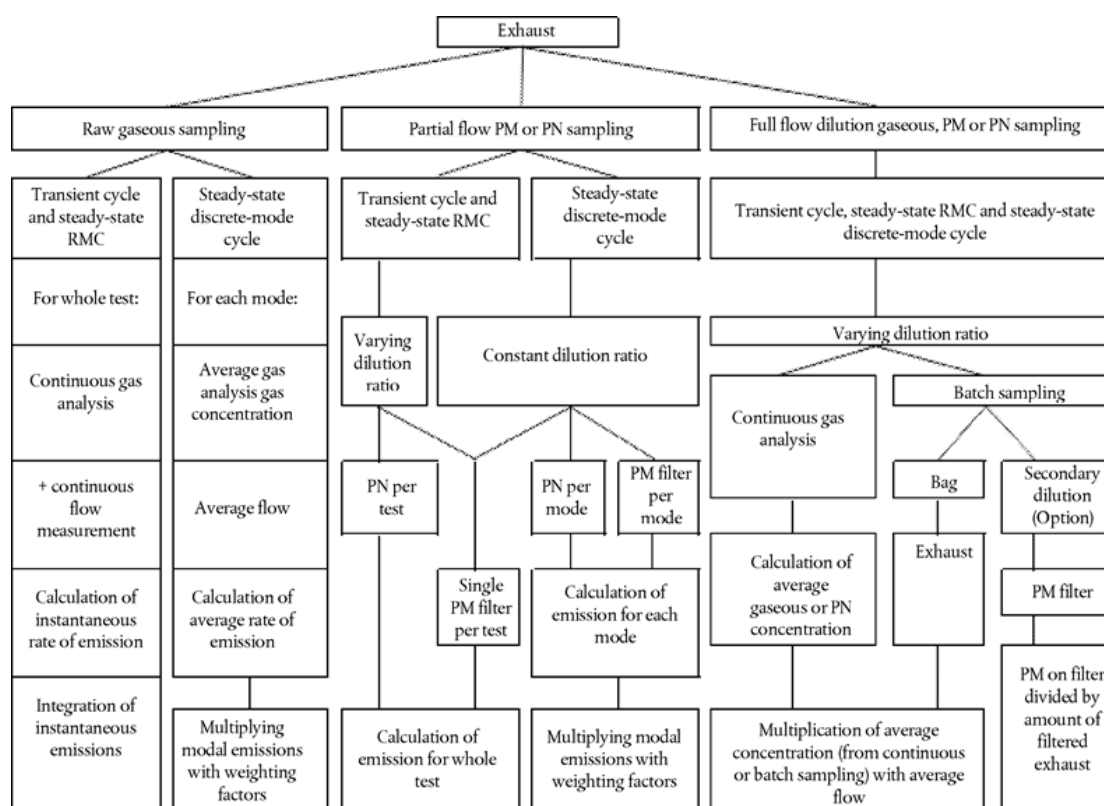 Exhaust
Raw gaseous sampling
Partial flow PM or PN sampling
Full flow dilution gaseous, PM or PN sampling
Transient cycle
and steady-state
RMC
Steady-state
discrete-mode
cycle
Transient cycle and
steady-state RMC
Steady-state
discrete-mode
cycle
Transient cycle, steady-state RMC and steady-state
discrete-mode cycle
For whole test:
For each mode:
Varying
dilution
ratio
Constant dilution ratio
Varying dilution ratio
Continuous gas
analysis
Average gas
analysis gas
concentration
Continuous gas
analysis
Batch sampling
+ continuous
flow
measurement
Average flow
PN per
test
PN per
mode
PM filter
per
mode
Bag
Secondary
dilution
(Option)
Calculation of
instantaneous
rate of emission
Calculation of
average rate of
emission
Single
PM filter
per test
Calculation of
emission for each
mode
Calculation of
average
gaseous or PN
concentration
Exhaust
PM filter
Integration of
instantaneous
emissions
Multiplying
modal emissions
with weighting
factors
Calculation of
emission for whole
test
Multiplying modal
emissions with
weighting factors
Multiplication of average
concentration (from continuous
or batch sampling) with average
flow
PM on filter
divided by
amount of
filtered
exhaust